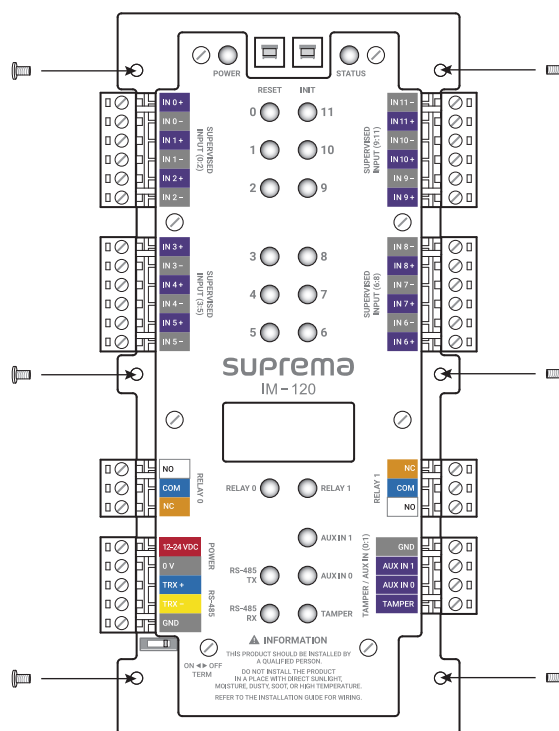 POWER
STATUS
RESET INIT
IN 0 +
IN 0 −
IN 1 +
IN 1 −
IN 2 +
IN 2 −
SUPERVISED
INPUT (0:2)
0 11
1 10
2 9
SUPERVISED
INPUT (9:11)
IN 11 −
IN 11 +
IN 10 −
IN 10 +
IN 9 −
IN 9 +
IN 3 +
IN 3 −
IN 4 +
IN 4 −
IN 5 +
IN 5 −
SUPERVISED
INPUT (3:5)
3 8
4 7
5 6
SUPERVISED
INPUT (6:8)
IN 8 −
IN 8 +
IN 7 −
IN 7 +
IN 6 −
IN 6 +
suprema
IM − 120
NO
COM
NC
RELAY 0
RELAY 0 RELAY 1
RELAY 1
NC
COM
NO
12-24 VDC
0 V
TRX +
TRX −
GND
POWER
RS-485
AUX IN 1
RS-485
TX
AUX IN 0
RS-485
RX
TAMPER
TAMPER / AUX IN (0:1)
GND
AUX IN 1
AUX IN 0
TAMPER
ON ◄► OFF
TERM
INFORMATION
THIS PRODUCT SHOULD BE INSTALLED BY
A QUALIFIED PERSON.
DO NOT INSTALL THE PRODUCT
IN A PLACE WITH DIRECT SUNLIGHT,
MOISTURE, DUSTY, SOOT, OR HIGH TEMPERATURE.
REFER TO THE INSTALLATION GUIDE FOR WIRING.